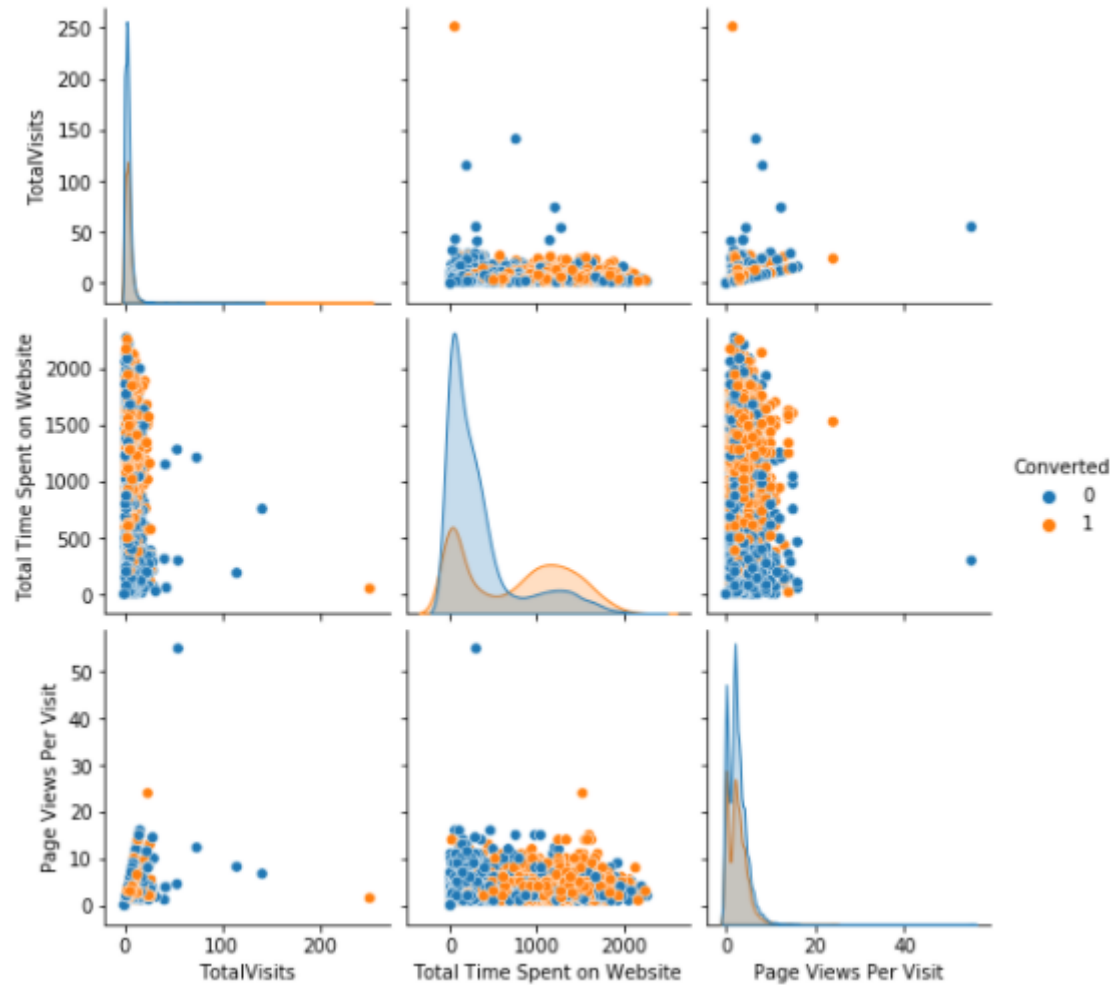 250
200
150
100
50
0
TotalVisits
2000
1500
1000
500
0
Total Time Spent on Website
Converted
0
1
50
40
30
20
10
0
Page Views Per Visit
0 100 200
0 1000 2000
0 20 40
TotalVisits
Total Time Spent on Website
Page Views Per Visit